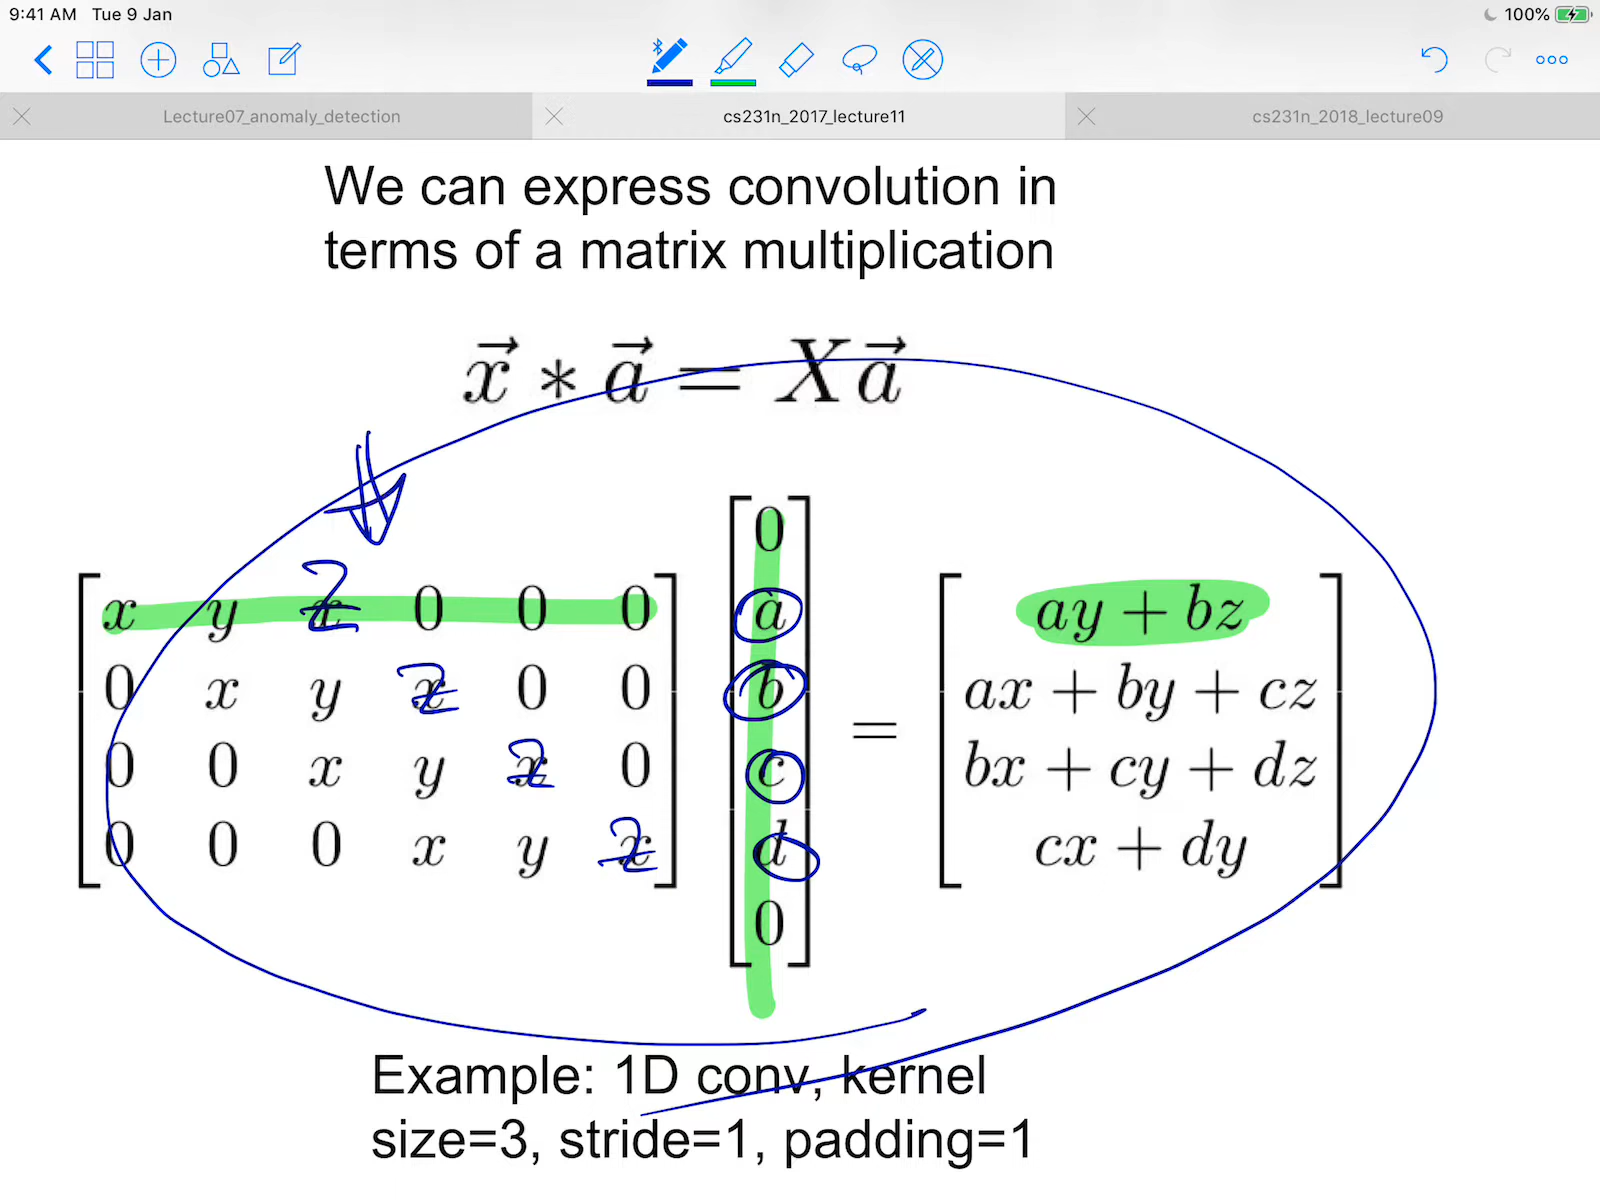 9:41 AM Tue 9 Jan 100%
Lecture07_anomaly_detection cs231n_2017_lecture11 cs231n_2018_lecture09
We can express convolution in
terms of a matrix multiplication
x⃗ * a⃗ = Xa⃗
x y z 0 0 0
0 x y z 0 0
0 0 x y z 0
0 0 0 x y z
0
a
b
c
d
0
=
ay + bz
ax + by + cz
bx + cy + dz
cx + dy
Example: 1D conv, kernel
size=3, stride=1, padding=1